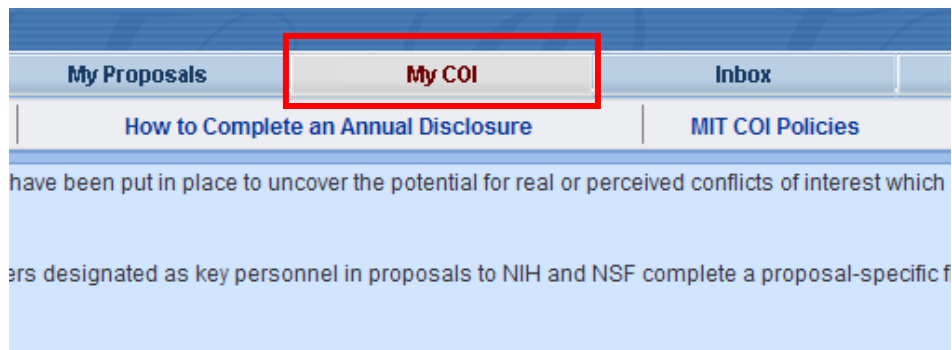 My Proposals My COI Inbox
How to Complete an Annual Disclosure MIT COI Policies
have been put in place to uncover the potential for real or perceived conflicts of interest which
ers designated as key personnel in proposals to NIH and NSF complete a proposal-specific f